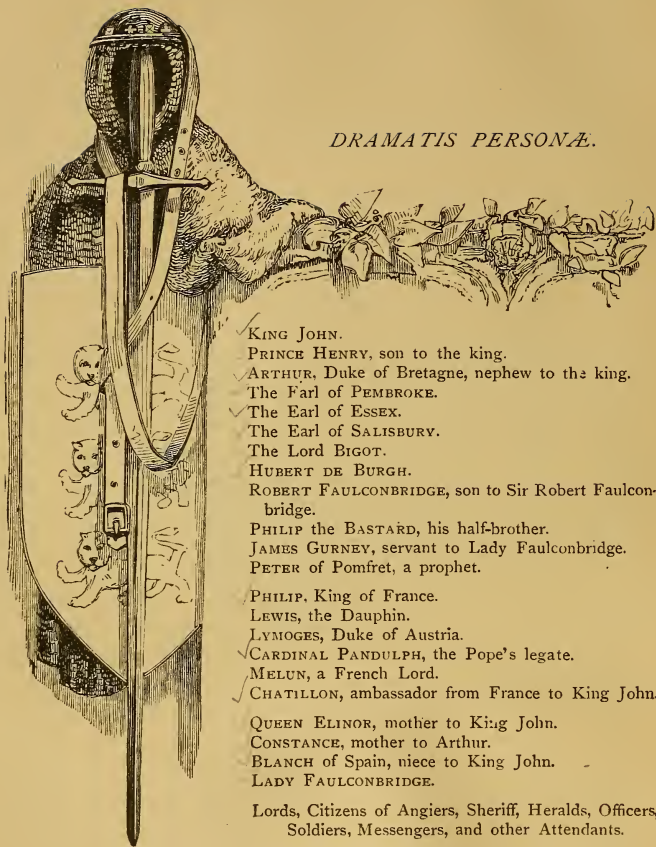 DRAMATIS PERSONÆ.
KING JOHN.
PRINCE HENRY, son to the king.
ARTHUR, Duke of Bretagne, nephew to the king.
The Earl of PEMBROKE.
The Earl of ESSEX.
The Earl of SALISBURY.
The Lord BIGOT.
HUBERT DE BURGH.
ROBERT FAULCONBRIDGE, son to Sir Robert Faulcon-
bridge.
PHILIP the BASTARD, his half-brother.
JAMES GURNEY, servant to Lady Faulconbridge.
PETER of Pomfret, a prophet.
PHILIP, King of France.
LEWIS, the Dauphin.
LYMOGES, Duke of Austria.
CARDINAL PANDULPH, the Pope's legate.
MELUN, a French Lord.
CHATILLON, ambassador from France to King John.
QUEEN ELINOR, mother to King John.
CONSTANCE, mother to Arthur.
BLANCH of Spain, niece to King John.
LADY FAULCONBRIDGE.
Lords, Citizens of Angiers, Sheriff, Heralds, Officers,
Soldiers, Messengers, and other Attendants.